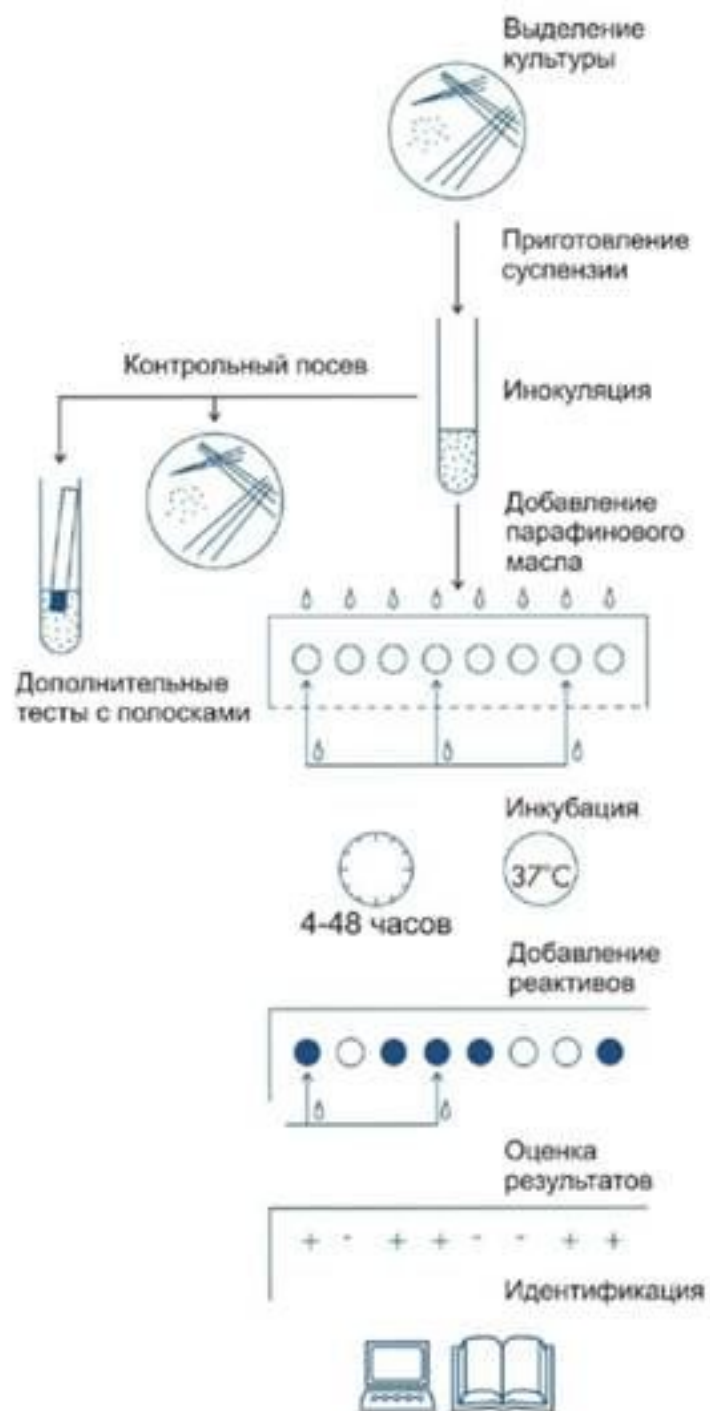 Выделение
культуры
Приготовление
суспензии
Контрольный посев
Инокуляция
Добавление
парафинового
масла
Дополнительные
тесты с полосками
Инкубация
37°C
4-48 часов
Добавление
реактивов
Оценка
результатов
+ - + + - - + +
Идентификация